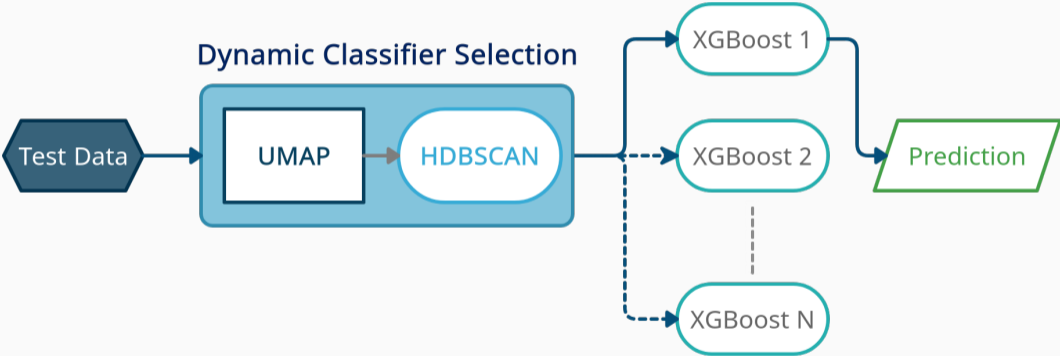 Dynamic Classifier Selection
Test Data
UMAP
HDBSCAN
XGBoost 1
XGBoost 2
XGBoost N
Prediction